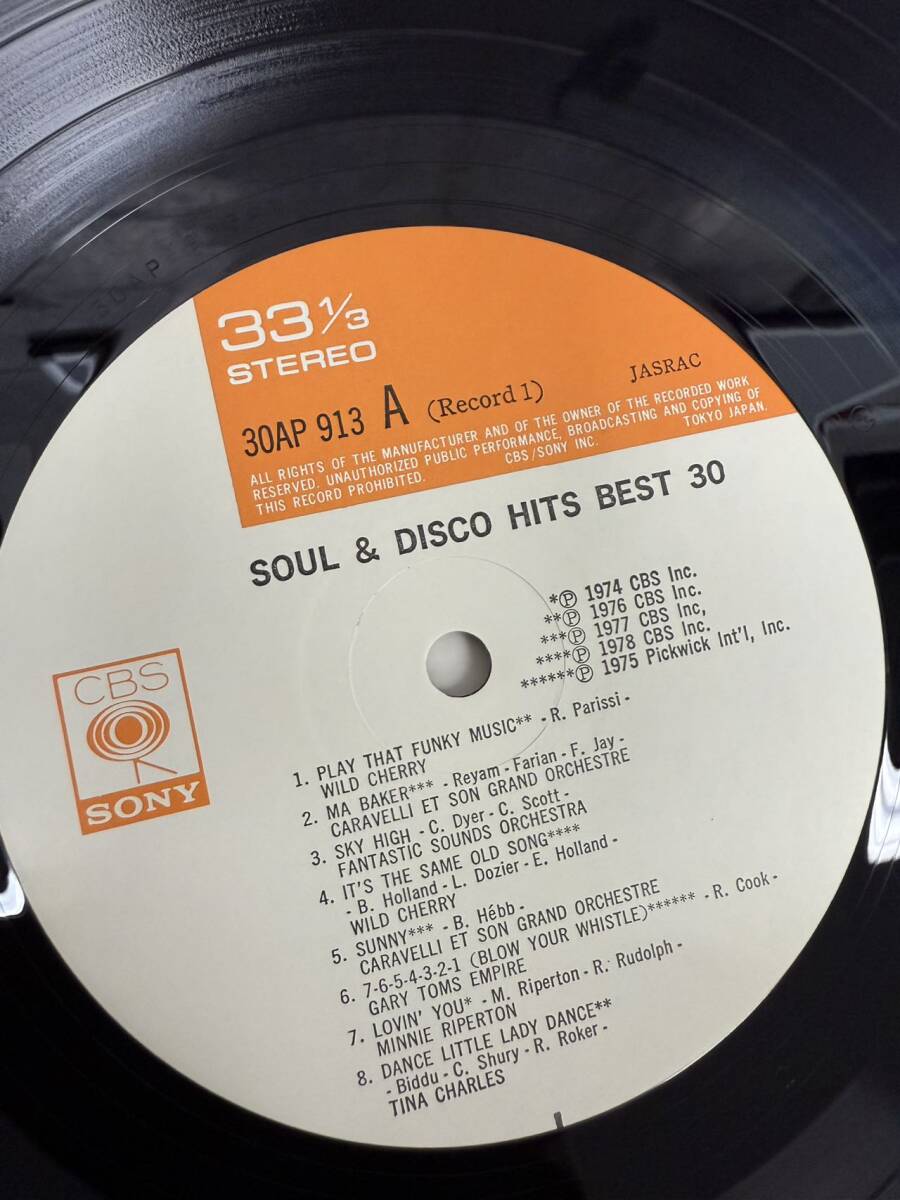 33 1/3
STEREO
30AP 913 A (Record 1)
JASRAC
ALL RIGHTS OF THE MANUFACTURER AND OF THE OWNER OF THE RECORDED WORK
RESERVED. UNAUTHORIZED PUBLIC PERFORMANCE, BROADCASTING AND COPYING OF
THIS RECORD PROHIBITED. CBS/SONY INC. TOKYO JAPAN.
SOUL & DISCO HITS BEST 30
*Ⓟ 1974 CBS Inc.
**Ⓟ 1976 CBS Inc.
***Ⓟ 1977 CBS Inc,
****Ⓟ 1978 CBS Inc.
******Ⓟ 1975 Pickwick Int'l, Inc.
CBS
SONY
1. PLAY THAT FUNKY MUSIC** - R. Parissi -
WILD CHERRY
2. MA BAKER*** - Reyam - Farian - F. Jay -
CARAVELLI ET SON GRAND ORCHESTRE
3. SKY HIGH - C. Dyer - C. Scott -
FANTASTIC SOUNDS ORCHESTRA
4. IT'S THE SAME OLD SONG****
- B. Holland - L. Dozier - E. Holland -
WILD CHERRY
5. SUNNY*** - B. Hébb -
CARAVELLI ET SON GRAND ORCHESTRE
6. 7-6-5-4-3-2-1 (BLOW YOUR WHISTLE)****** - R. Cook -
GARY TOMS EMPIRE
7. LOVIN' YOU* - M. Riperton - R. Rudolph -
MINNIE RIPERTON
8. DANCE LITTLE LADY DANCE**
- Biddu - C. Shury - R. Roker -
TINA CHARLES